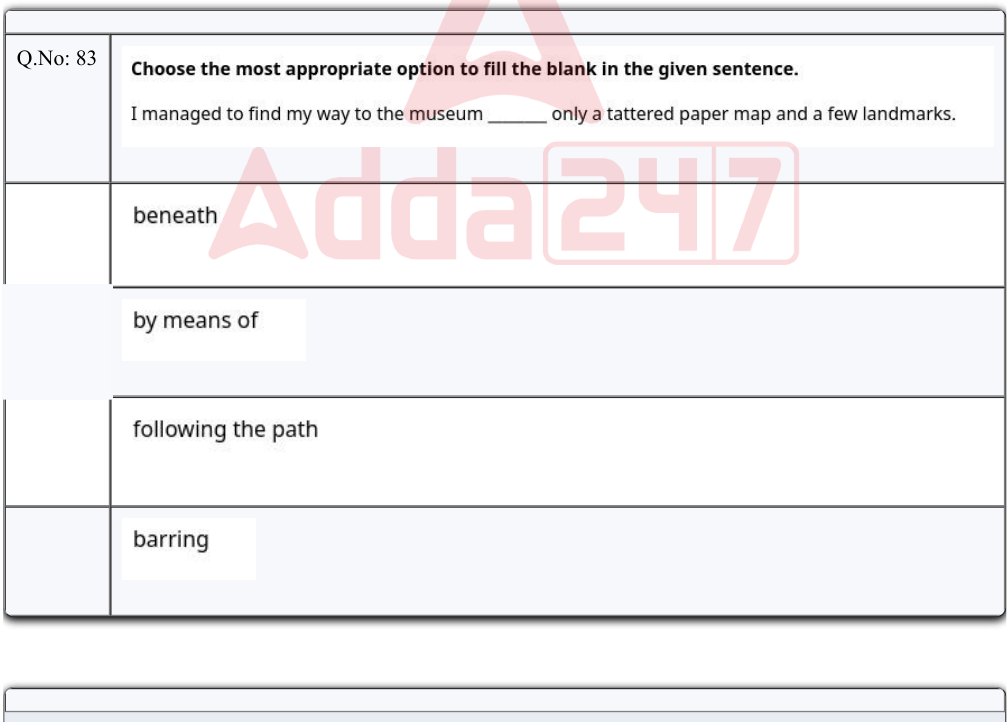 Q.No: 83
Choose the most appropriate option to fill the blank in the given sentence.
I managed to find my way to the museum _______ only a tattered paper map and a few landmarks.
Adda247
beneath
by means of
following the path
barring